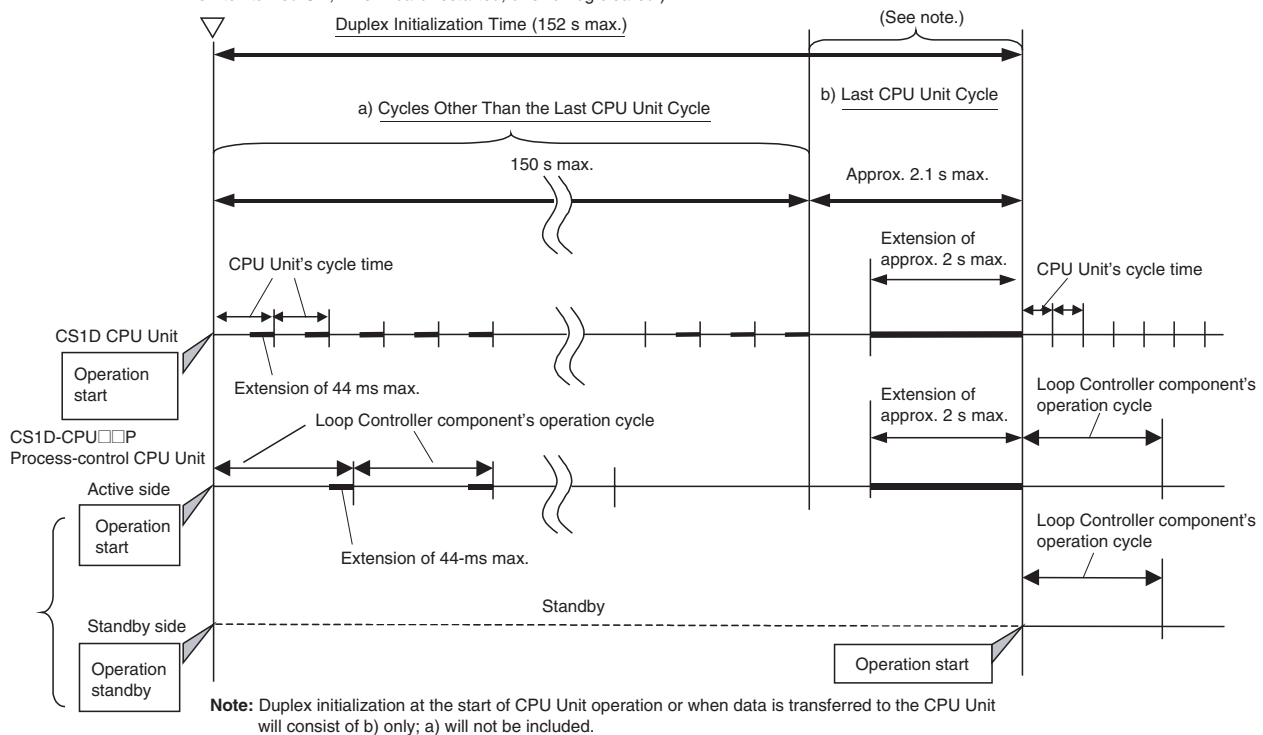 Duplex Initialization Time (152 s max.)
(See note.)
a) Cycles Other Than the Last CPU Unit Cycle
b) Last CPU Unit Cycle
150 s max.
Approx. 2.1 s max.
Extension of
approx. 2 s max.
CPU Unit's cycle time
CPU Unit's cycle time
CS1D CPU Unit
Operation
start
Extension of 44 ms max.
Extension of
approx. 2 s max.
Loop Controller component's
operation cycle
Loop Controller component's operation cycle
CS1D-CPU□□P
Process-control CPU Unit
Active side
Operation
start
Extension of 44-ms max.
Loop Controller component's
operation cycle
Standby
Standby side
Operation
standby
Operation start
Note: Duplex initialization at the start of CPU Unit operation or when data is transferred to the CPU Unit
will consist of b) only; a) will not be included.